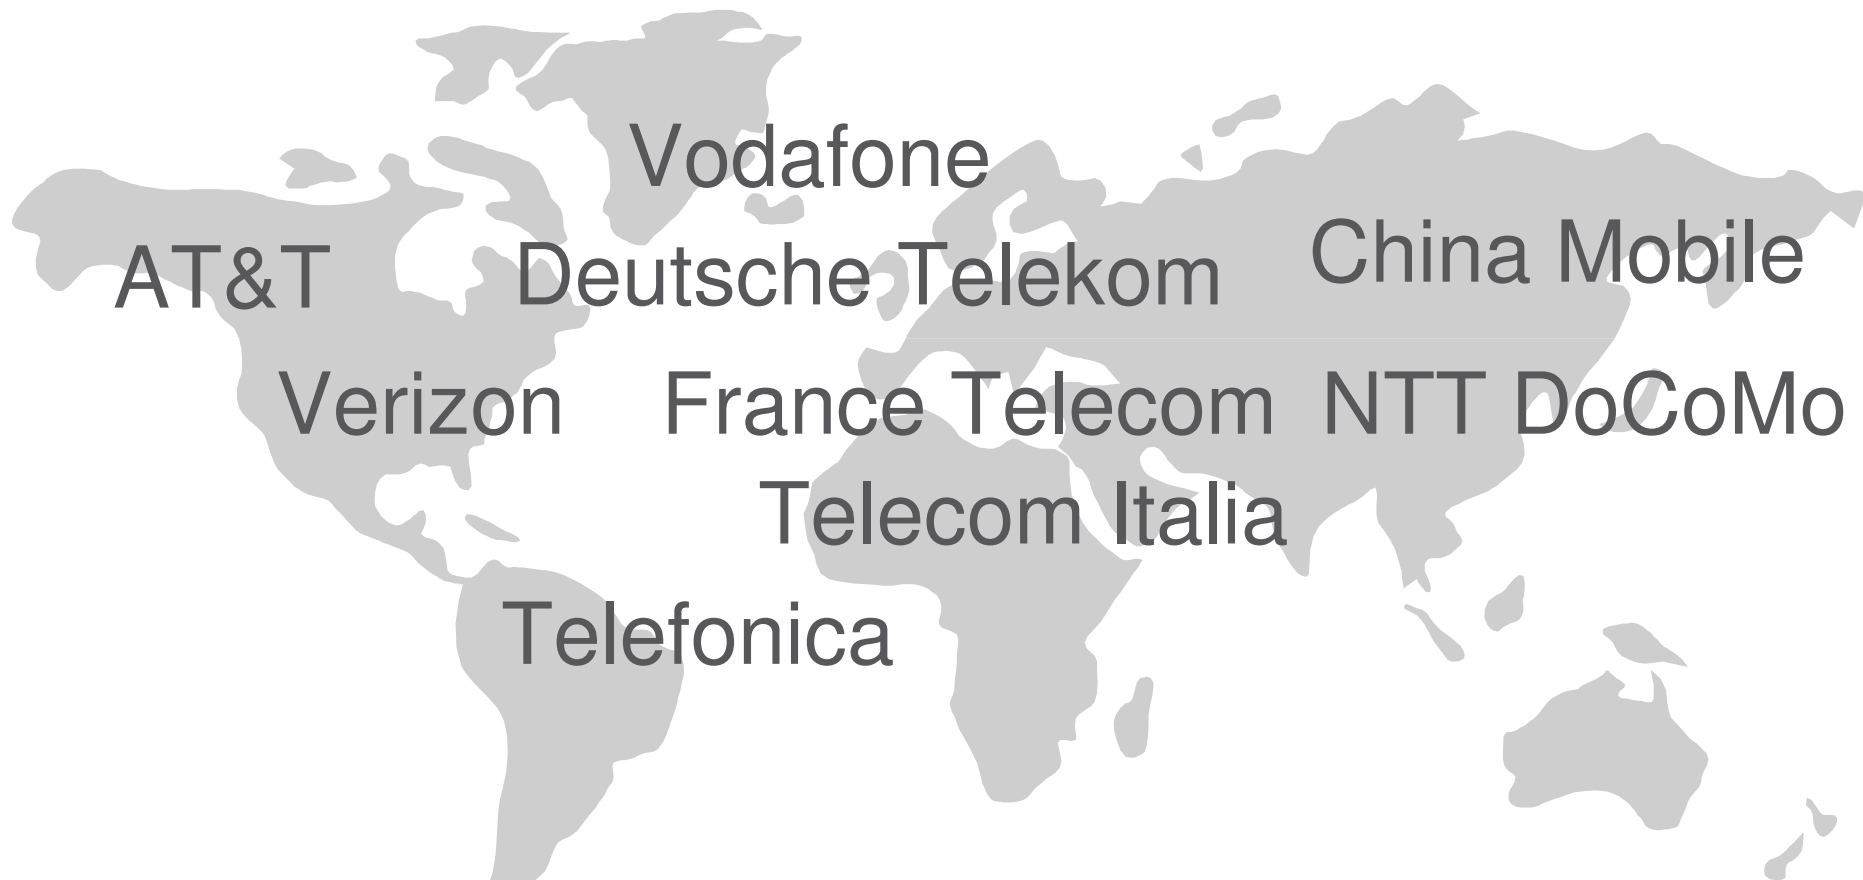 Vodafone
AT&T
Deutsche Telekom
China Mobile
Verizon
France Telecom
NTT DoCoMo
Telecom Italia
Telefonica